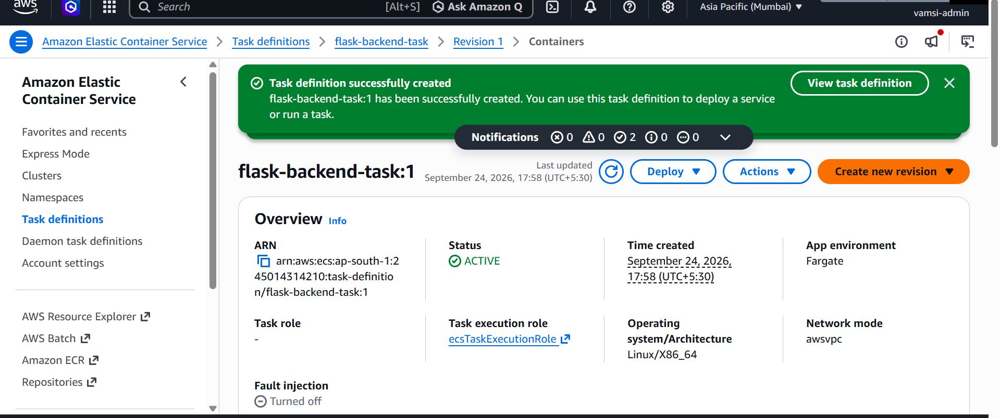 aws
Search
[Alt+S]
Ask Amazon Q
Asia Pacific (Mumbai)
vamsi-admin
Amazon Elastic Container Service
Task definitions
flask-backend-task
Revision 1
Containers
Amazon Elastic
Container Service
Favorites and recents
Express Mode
Clusters
Namespaces
Task definitions
Daemon task definitions
Account settings
AWS Resource Explorer
AWS Batch
Amazon ECR
Repositories
Task definition successfully created
flask-backend-task:1 has been successfully created. You can use this task definition to deploy a service
or run a task.
View task definition
Notifications 0 0 2 0 0
flask-backend-task:1
Last updated
September 24, 2026, 17:58 (UTC+5:30)
Deploy
Actions
Create new revision
Overview Info
ARN
arn:aws:ecs:ap-south-1:2
45014314210:task-definitio
n/flask-backend-task:1
Status
ACTIVE
Time created
September 24, 2026,
17:58 (UTC+5:30)
App environment
Fargate
Task role
-
Task execution role
ecsTaskExecutionRole
Operating
system/Architecture
Linux/X86_64
Network mode
awsvpc
Fault injection
Turned off